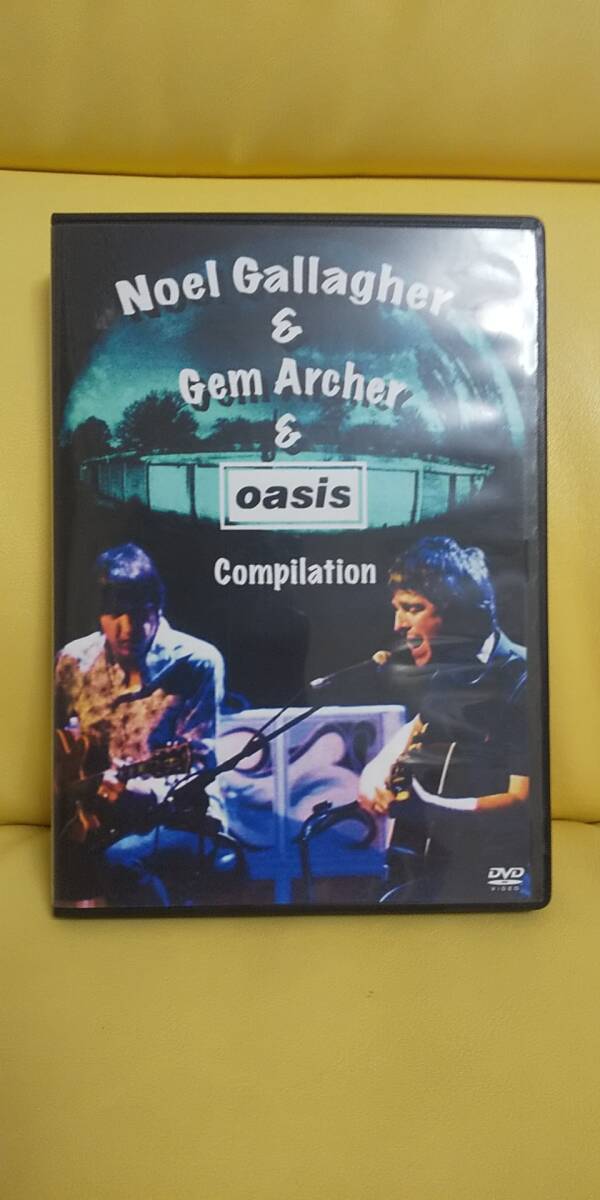 Noel Gallagher
&
Gem Archer
&
oasis
Compilation
DVD
VIDEO